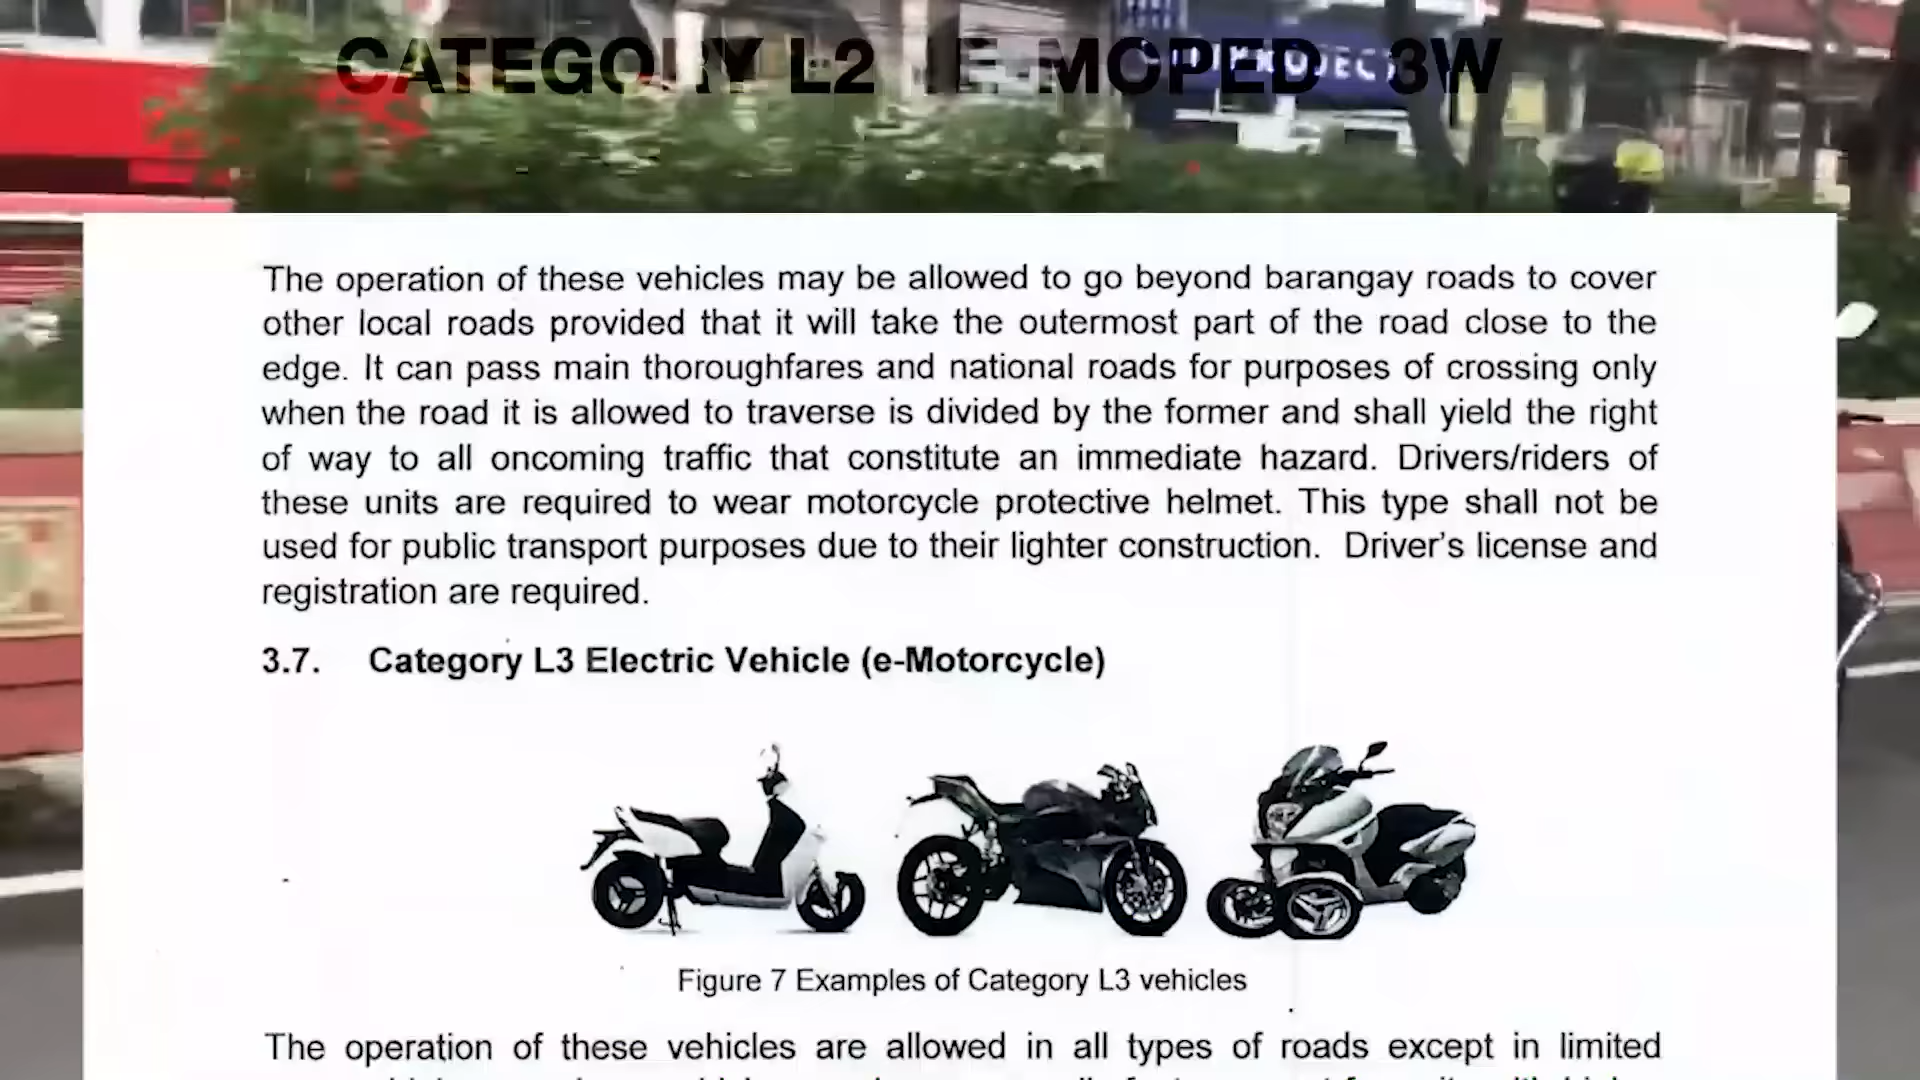 CATEGORY L2 E MOPED 3W
The operation of these vehicles may be allowed to go beyond barangay roads to cover
other local roads provided that it will take the outermost part of the road close to the
edge. It can pass main thoroughfares and national roads for purposes of crossing only
when the road it is allowed to traverse is divided by the former and shall yield the right
of way to all oncoming traffic that constitute an immediate hazard. Drivers/riders of
these units are required to wear motorcycle protective helmet. This type shall not be
used for public transport purposes due to their lighter construction. Driver's license and
registration are required.
3.7. Category L3 Electric Vehicle (e-Motorcycle)
Figure 7 Examples of Category L3 vehicles
The operation of these vehicles are allowed in all types of roads except in limited